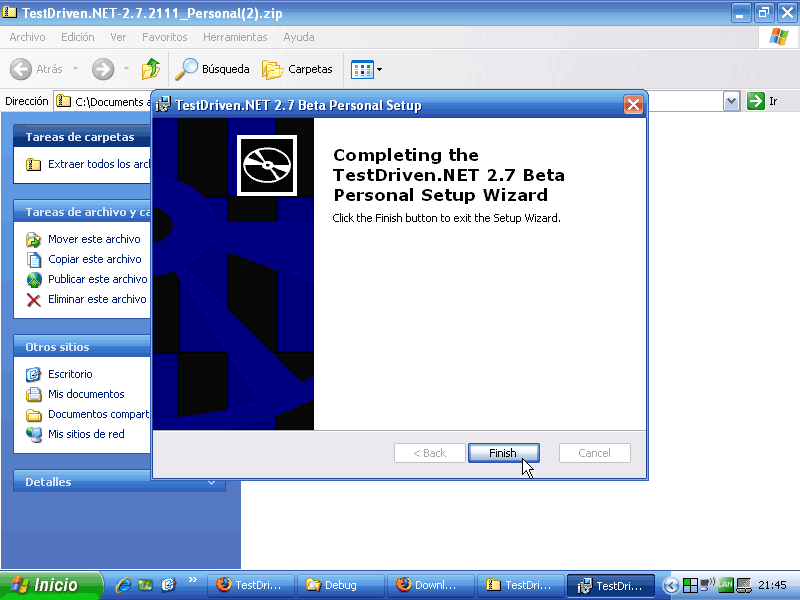 TestDriven.NET-2.7.2111_Personal(2).zip
Archivo Edición Ver Favoritos Herramientas Ayuda
Atrás Búsqueda Carpetas
Dirección C:\Documents a Ir
TestDriven.NET 2.7 Beta Personal Setup
Tareas de carpetas
Extraer todos los arch
Tareas de archivo y ca
Mover este archivo
Copiar este archivo
Publicar este archivo
Eliminar este archivo
Otros sitios
Escritorio
Mis documentos
Documentos compart
Mis sitios de red
Detalles
Completing the
TestDriven.NET 2.7 Beta
Personal Setup Wizard
Click the Finish button to exit the Setup Wizard.
< Back Finish Cancel
Inicio » TestDri... Debug Downl... TestDri... TestDri... LAN 21:45